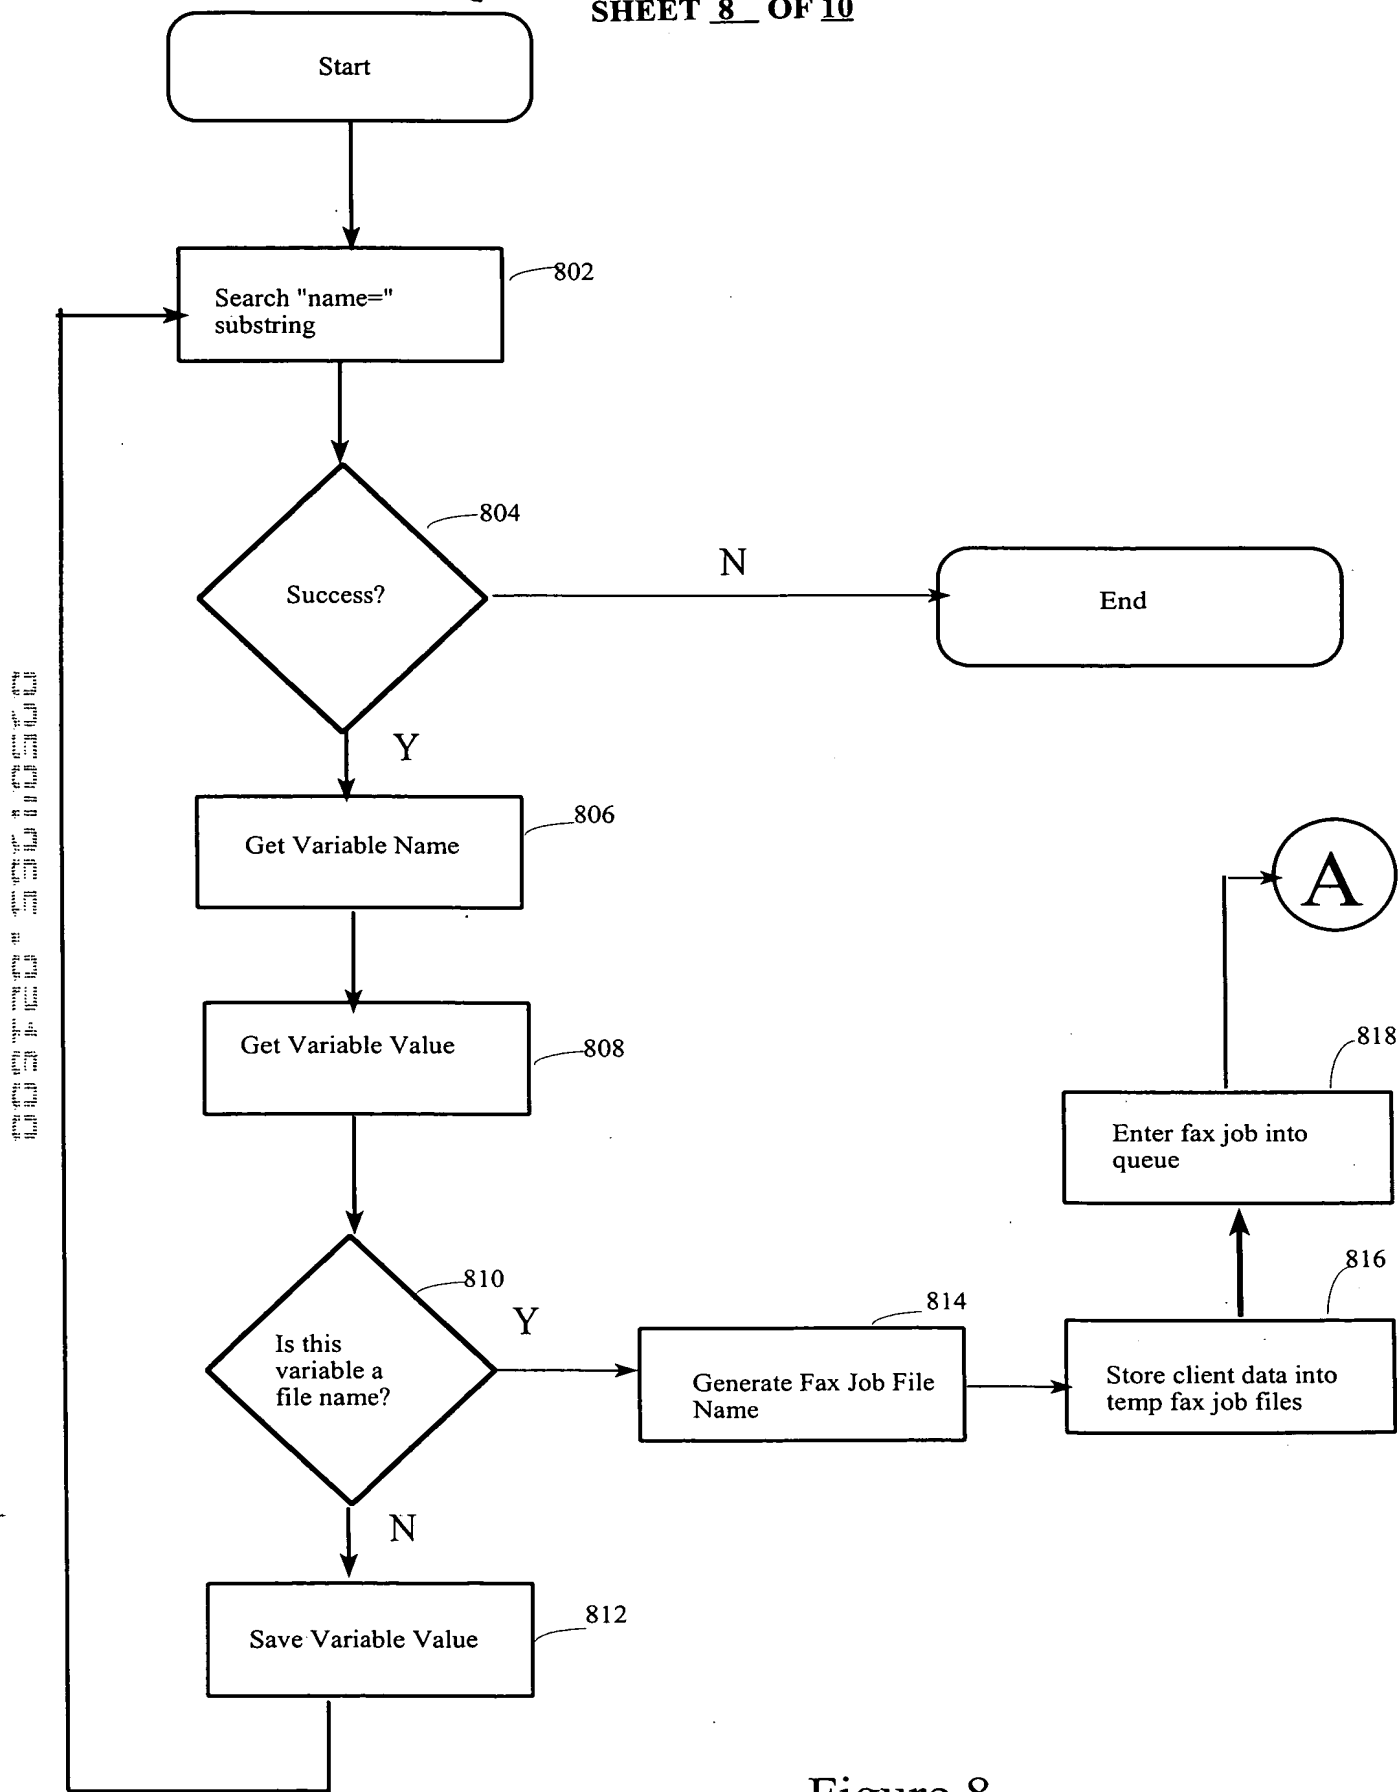 SHEET 8 OF 10
Start
802
Search "name="
substring
804
Success?
N
End
Y
806
Get Variable Name
A
808
Get Variable Value
818
Enter fax job into
queue
810
Is this
variable a
file name?
Y
814
Generate Fax Job File
Name
816
Store client data into
temp fax job files
N
812
Save Variable Value
Figure 8